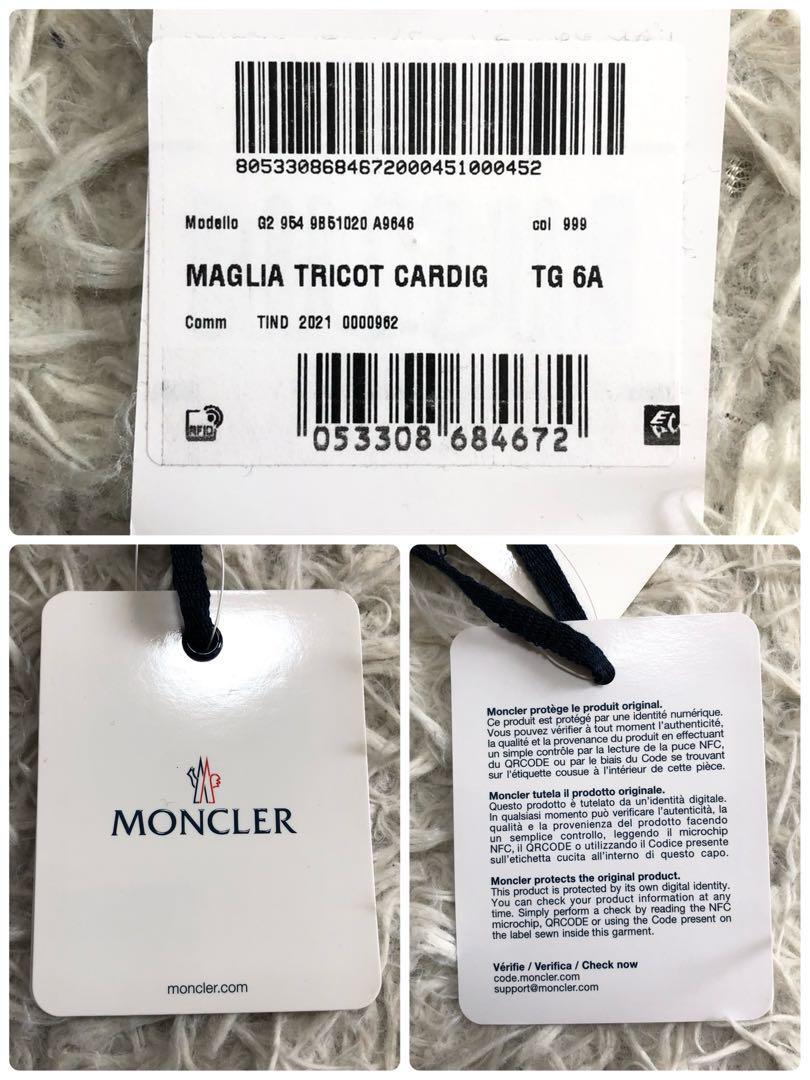 8053308684672000451000452
Modello G2 954 9B51020 A9646 col 999
MAGLIA TRICOT CARDIG TG 6A
Comm TIND 2021 0000962
RFID
053308 684672
MONCLER
moncler.com
Moncler protège le produit original.
Ce produit est protégé par une identité numérique.
Vous pouvez vérifier à tout moment l'authenticité,
la qualité et la provenance du produit en effectuant
un simple contrôle par la lecture de la puce NFC,
du QRCODE ou par le biais du Code se trouvant
sur l'étiquette cousue à l'intérieur de cette pièce.
Moncler tutela il prodotto originale.
Questo prodotto è tutelato da un'identità digitale.
In qualsiasi momento può verificare l'autenticità, la
qualità e la provenienza del prodotto facendo
un semplice controllo, leggendo il microchip
NFC, il QRCODE o utilizzando il Codice presente
sull'etichetta cucita all'interno di questo capo.
Moncler protects the original product.
This product is protected by its own digital identity.
You can check your product information at any
time. Simply perform a check by reading the NFC
microchip, QRCODE or using the Code present on
the label sewn inside this garment.
Vérifie / Verifica / Check now
code.moncler.com
support@moncler.com